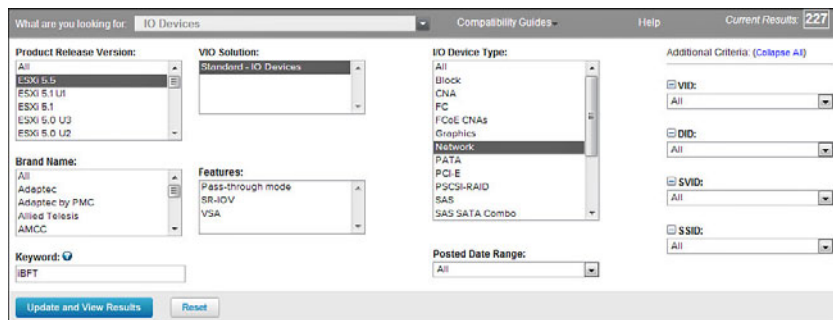 What are you looking for: IO Devices Compatibility Guides Help Current Results: 227
Product Release Version:
All
ESXi 5.5
ESXi 5.1 U1
ESXi 5.1
ESXi 5.0 U3
ESXi 5.0 U2
VIO Solution:
Standard - IO Devices
I/O Device Type:
All
Block
CNA
FC
FCoE CNAs
Graphics
Network
PATA
PCI-E
PSCSI-RAID
SAS
SAS SATA Combo
Additional Criteria: (Collapse All)
VID:
All
DID:
All
SVID:
All
SSID:
All
Brand Name:
All
Adaptec
Adaptec by PMC
Allied Telesis
AMCC
Features:
Pass-through mode
SR-IOV
VSA
Keyword:
iBFT
Posted Date Range:
All
Update and View Results Reset